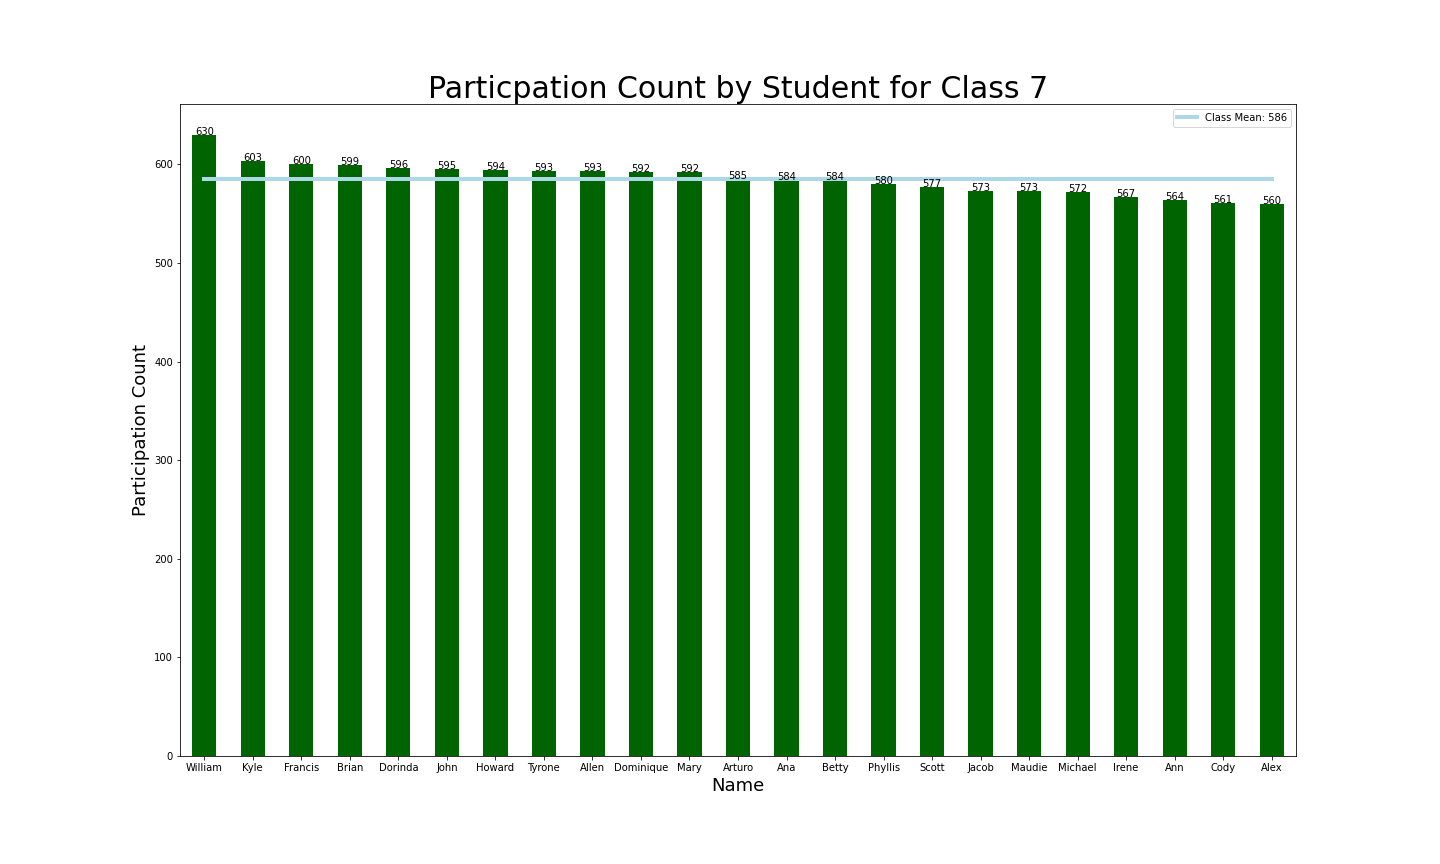 Particpation Count by Student for Class 7
Class Mean: 586
630 603 600 599 596 595 594 593 593 592 592 585 584 584 580 577 573 573 572 567 564 561 560
600
500
400
300
200
100
0
Participation Count
William Kyle Francis Brian Dorinda John Howard Tyrone Allen Dominique Mary Arturo Ana Betty Phyllis Scott Jacob Maudie Michael Irene Ann Cody Alex
Name